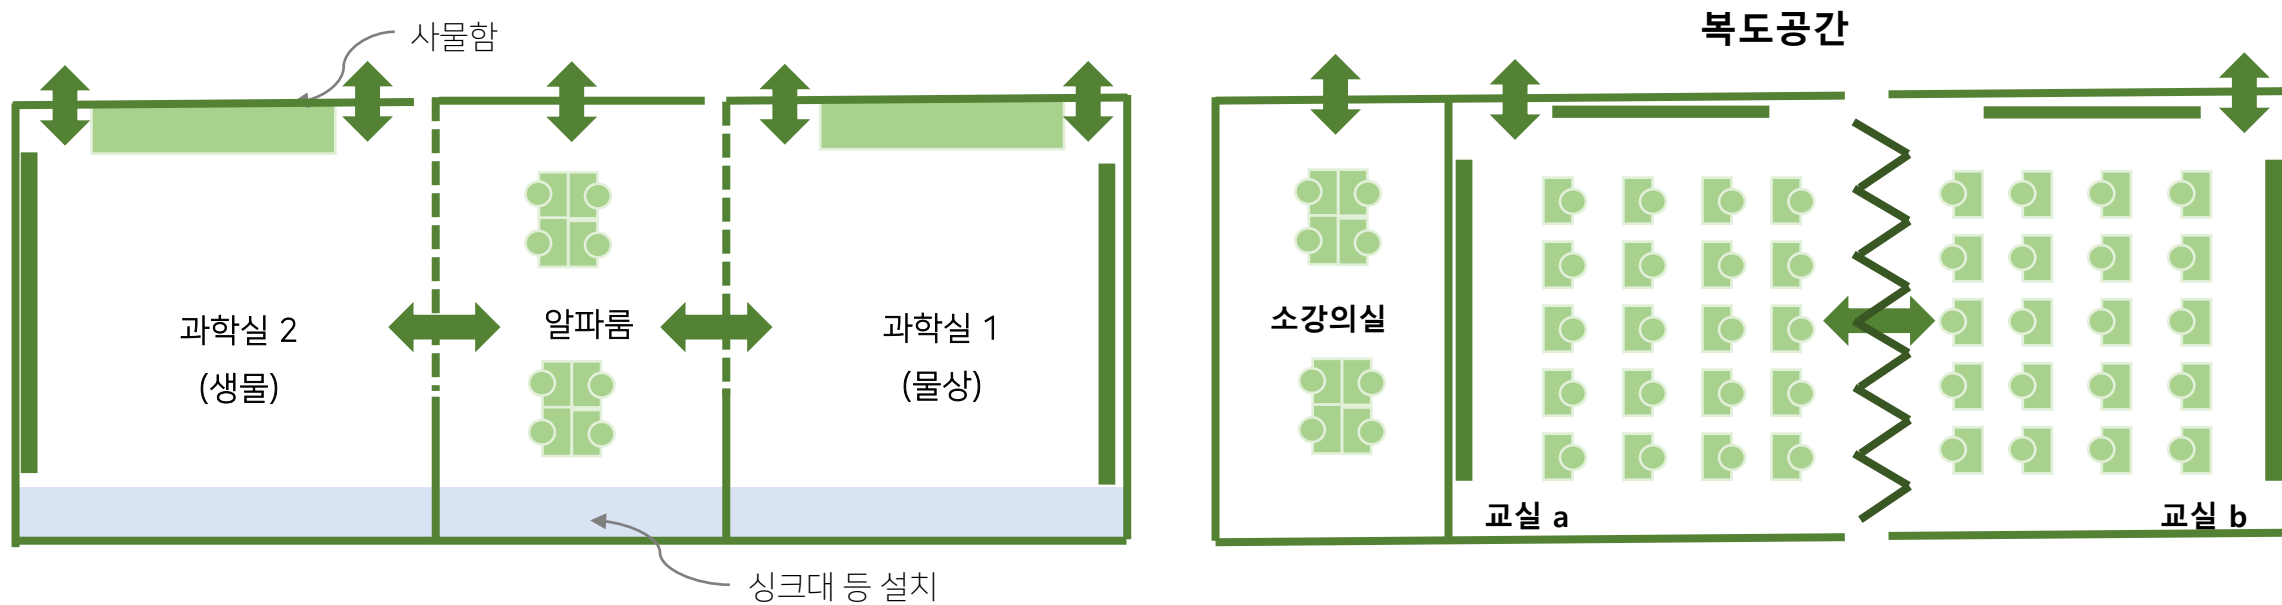 사물함
복도공간
과학실 2
(생물)
알파룸
과학실 1
(물상)
소강의실
교실 a
교실 b
싱크대 등 설치